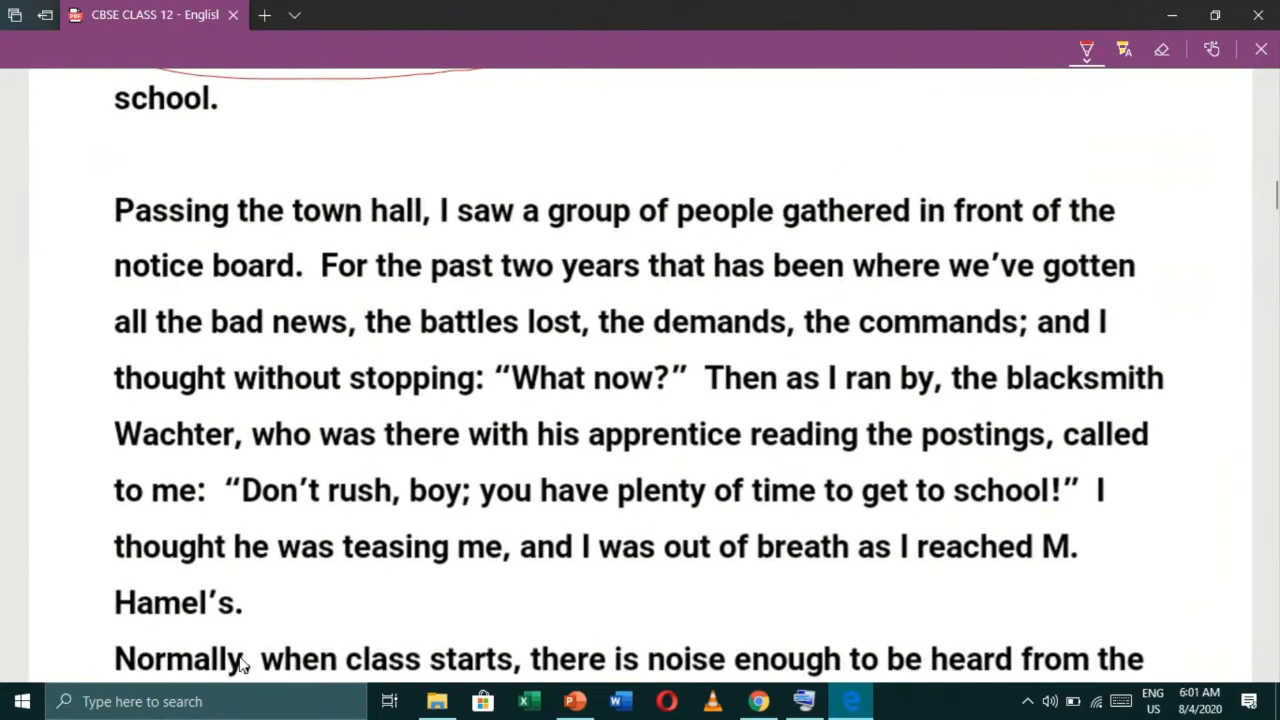 CBSE CLASS 12 - English
school.
Passing the town hall, I saw a group of people gathered in front of the
notice board.  For the past two years that has been where we’ve gotten
all the bad news, the battles lost, the demands, the commands; and I
thought without stopping: “What now?”  Then as I ran by, the blacksmith
Wachter, who was there with his apprentice reading the postings, called
to me:  “Don’t rush, boy; you have plenty of time to get to school!”  I
thought he was teasing me, and I was out of breath as I reached M.
Hamel’s.
Normally, when class starts, there is noise enough to be heard from the
Type here to search
ENG
US
6:01 AM
8/4/2020